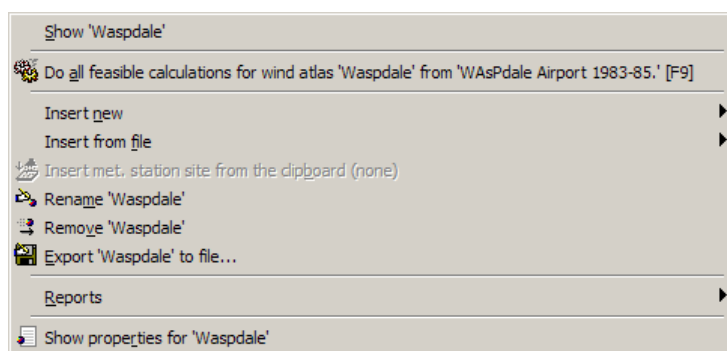 Show 'Waspdale'
Do all feasible calculations for wind atlas 'Waspdale' from 'WAsPdale Airport 1983-85.' [F9]
Insert new
Insert from file
Insert met. station site from the clipboard (none)
Rename 'Waspdale'
Remove 'Waspdale'
Export 'Waspdale' to file...
Reports
Show properties for 'Waspdale'